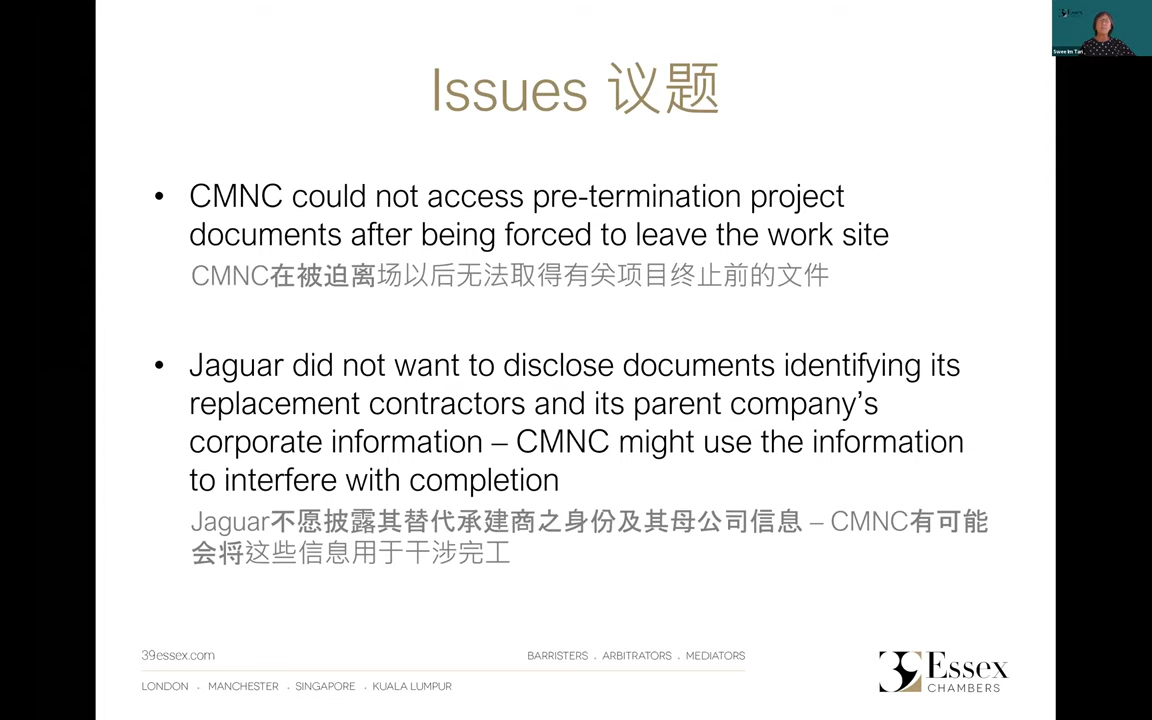 Issues 议题
• CMNC could not access pre-termination project
documents after being forced to leave the work site
CMNC在被迫离场以后无法取得有关项目终止前的文件
• Jaguar did not want to disclose documents identifying its
replacement contractors and its parent company’s
corporate information – CMNC might use the information
to interfere with completion
Jaguar不愿披露其替代承建商之身份及其母公司信息 – CMNC有可能
会将这些信息用于干涉完工
39essex.com
BARRISTERS . ARBITRATORS . MEDIATORS
LONDON . MANCHESTER . SINGAPORE . KUALA LUMPUR
39 Essex
CHAMBERS
39 Essex
Swee Im Tan